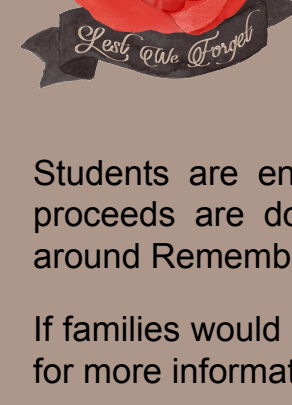 Lest We Forget
Students are en
proceeds are do
around Rememb
If families would
for more informat